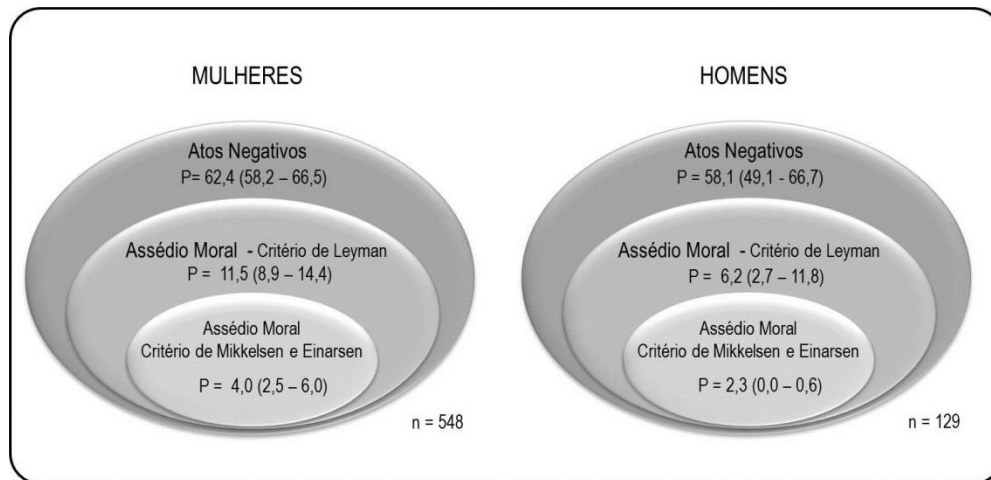 MULHERES
Atos Negativos
P= 62,4 (58,2 – 66,5)
Assédio Moral - Critério de Leyman
P = 11,5 (8,9 – 14,4)
Assédio Moral
Critério de Mikkelsen e Einarsen
P = 4,0 (2,5 – 6,0)
n = 548
HOMENS
Atos Negativos
P = 58,1 (49,1 - 66,7)
Assédio Moral - Critério de Leyman
P = 6,2 (2,7 – 11,8)
Assédio Moral
Critério de Mikkelsen e Einarsen
P = 2,3 (0,0 – 0,6)
n = 129